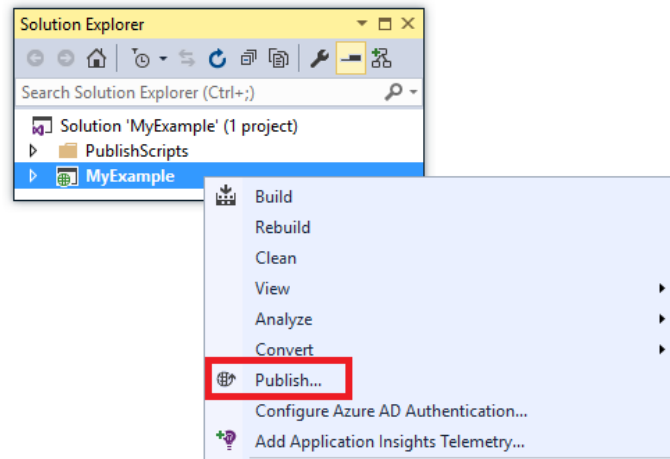 Solution Explorer
Search Solution Explorer (Ctrl+;)
Solution 'MyExample' (1 project)
PublishScripts
MyExample
Build
Rebuild
Clean
View
Analyze
Convert
Publish...
Configure Azure AD Authentication...
Add Application Insights Telemetry...